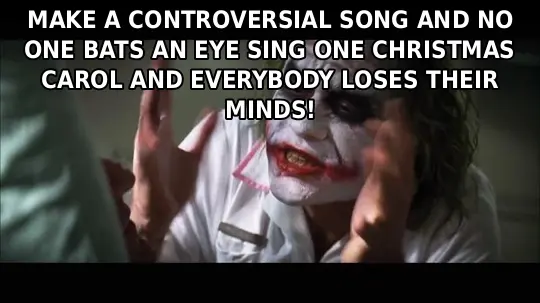 MAKE A CONTROVERSIAL SONG AND NO
ONE BATS AN EYE SING ONE CHRISTMAS
CAROL AND EVERYBODY LOSES THEIR
MINDS!